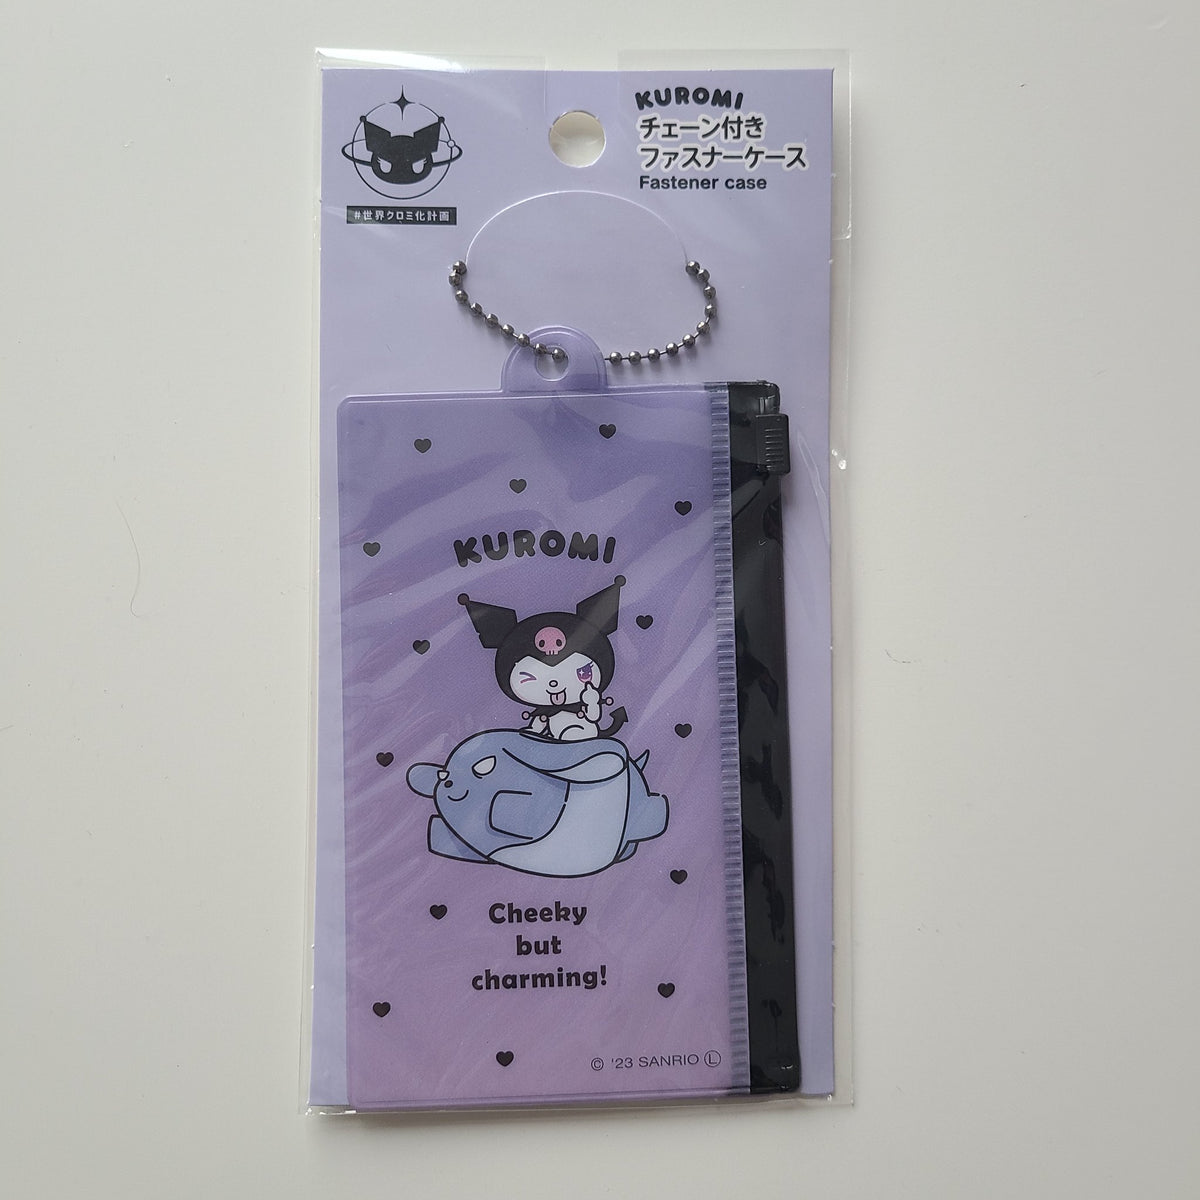 KUROMI
チェーン付き
ファスナーケース
Fastener case
#世界クロミ化計画
KUROMI
Cheeky
but
charming!
© '23 SANRIO Ⓛ